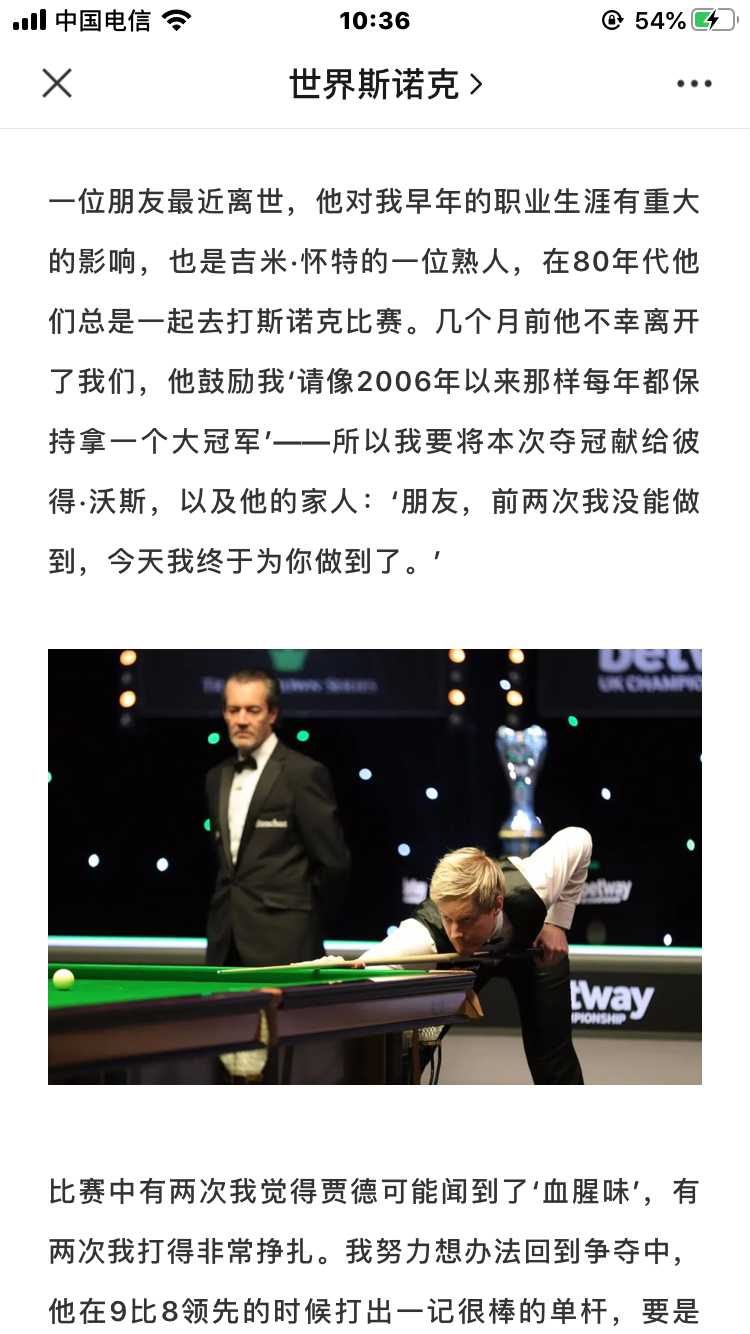 中国电信
10:36
54%
世界斯诺克
一位朋友最近离世，他对我早年的职业生涯有重大
的影响，也是吉米·怀特的一位熟人，在80年代他
们总是一起去打斯诺克比赛。几个月前他不幸离开
了我们，他鼓励我‘请像2006年以来那样每年都保
持拿一个大冠军’——所以我要将本次夺冠献给彼
得·沃斯，以及他的家人：‘朋友，前两次我没能做
到，今天我终于为你做到了。’
betw
UK CHAMPIO
betway
tway
PIONSHIP
比赛中有两次我觉得贾德可能闻到了‘血腥味’，有
两次我打得非常挣扎。我努力想办法回到争夺中，
他在9比8领先的时候打出一记很棒的单杆，要是